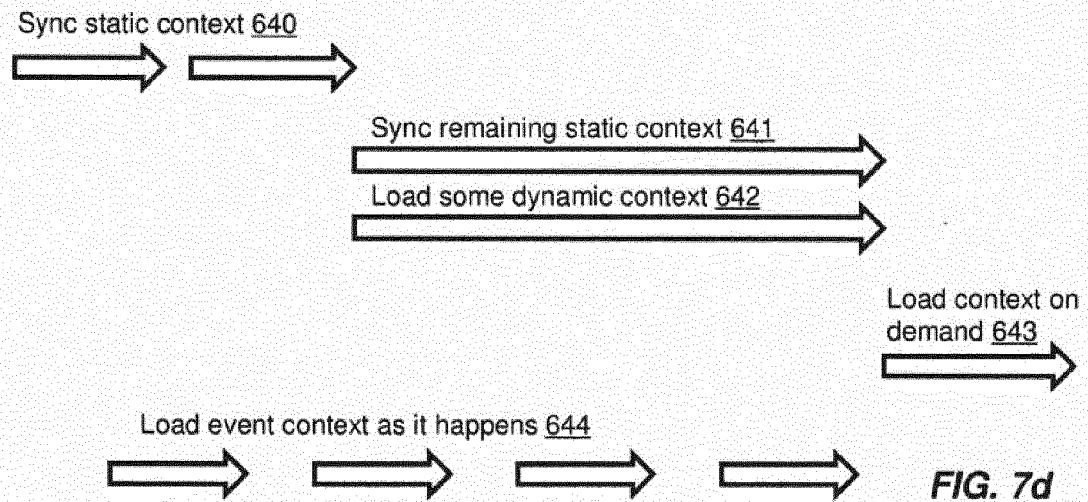 Sync static context 640
Sync remaining static context 641
Load some dynamic context 642
Load context on
demand 643
Load event context as it happens 644
FIG. 7d